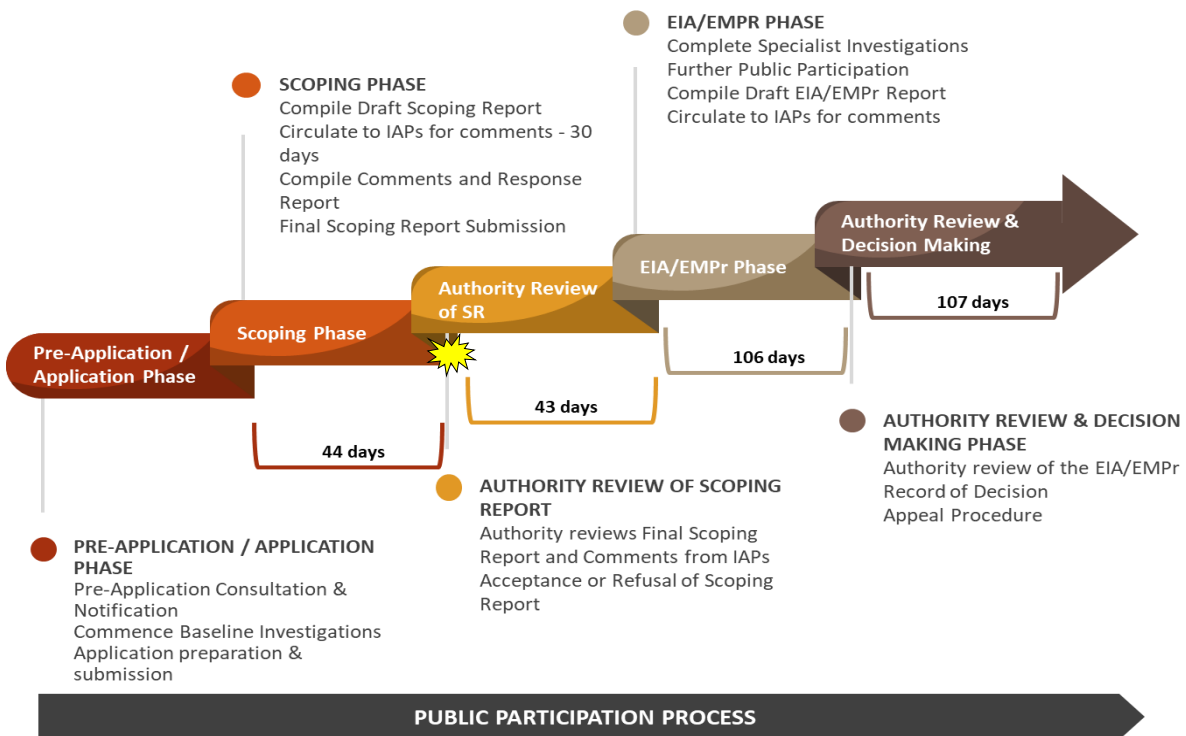 EIA/EMPR PHASE
Complete Specialist Investigations
Further Public Participation
Compile Draft EIA/EMPr Report
Circulate to IAPs for comments
SCOPING PHASE
Compile Draft Scoping Report
Circulate to IAPs for comments - 30
days
Compile Comments and Response
Report
Final Scoping Report Submission
Pre-Application /
Application Phase
Scoping Phase
Authority Review
of SR
EIA/EMPr Phase
Authority Review &
Decision Making
44 days
43 days
106 days
107 days
PRE-APPLICATION / APPLICATION
PHASE
Pre-Application Consultation &
Notification
Commence Baseline Investigations
Application preparation &
submission
AUTHORITY REVIEW OF SCOPING
REPORT
Authority reviews Final Scoping
Report and Comments from IAPs
Acceptance or Refusal of Scoping
Report
AUTHORITY REVIEW & DECISION
MAKING PHASE
Authority review of the EIA/EMPr
Record of Decision
Appeal Procedure
PUBLIC PARTICIPATION PROCESS